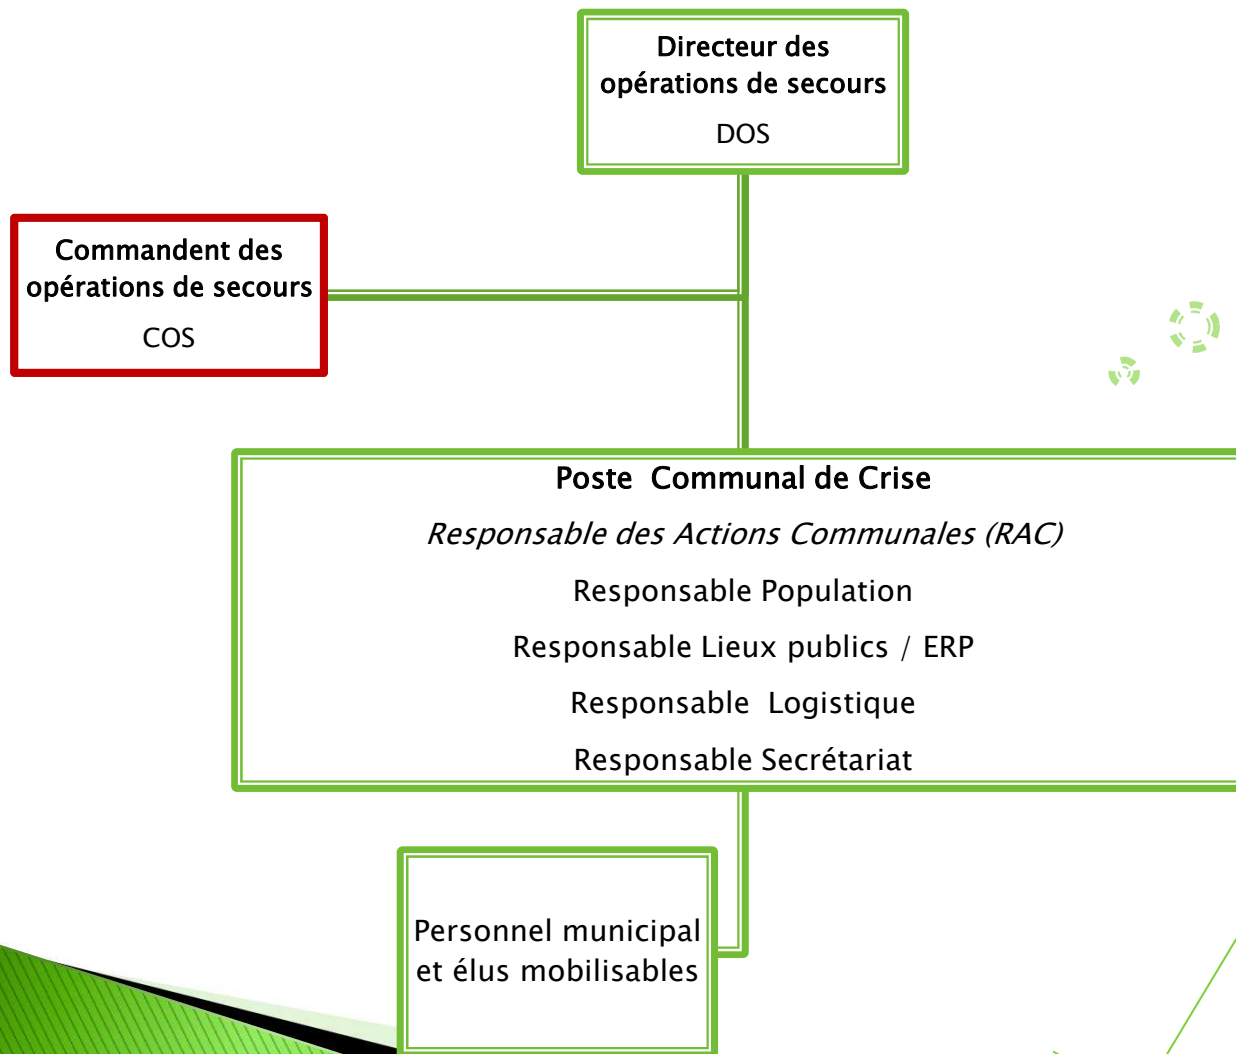 Directeur des
opérations de secours
DOS
Commandent des
opérations de secours
COS
Poste Communal de Crise
Responsable des Actions Communales (RAC)
Responsable Population
Responsable Lieux publics / ERP
Responsable Logistique
Responsable Secrétariat
Personnel municipal
et élus mobilisables